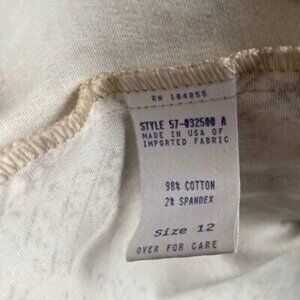 RN 104055
STYLE 57-032500 A
MADE IN USA OF
IMPORTED FABRIC
98% COTTON
2% SPANDEX
Size 12
OVER FOR CARE